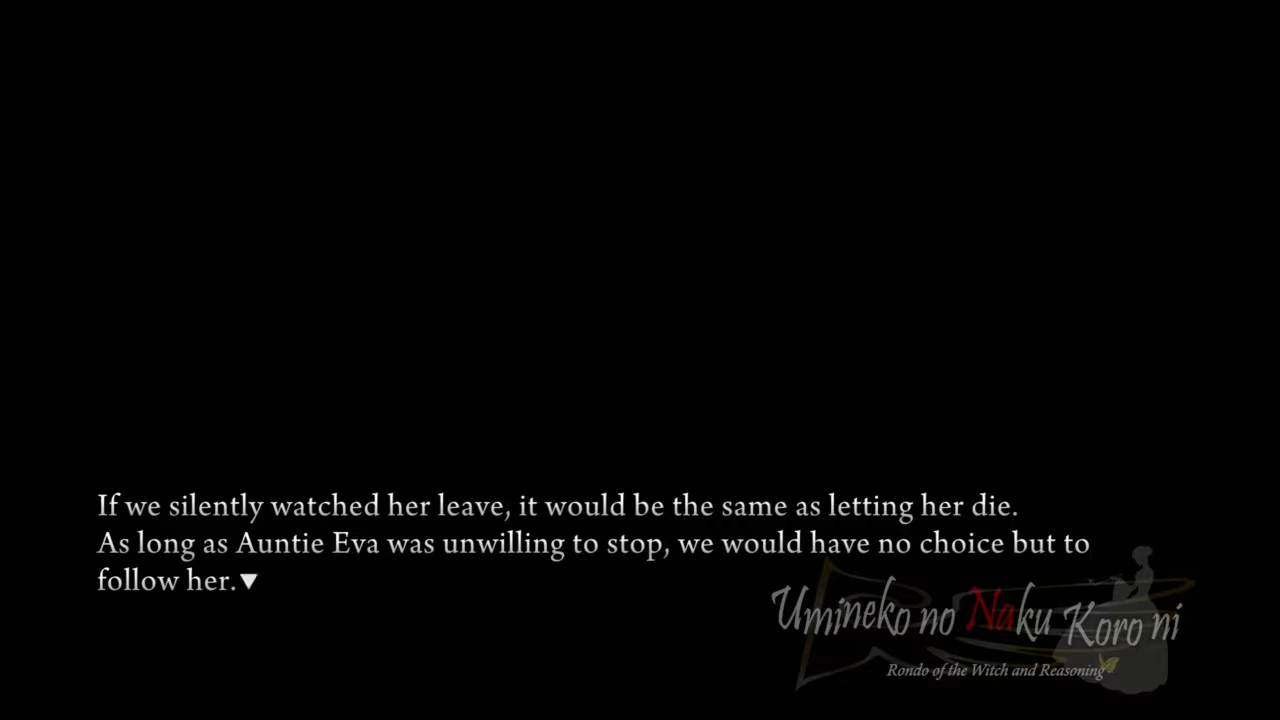 If we silently watched her leave, it would be the same as letting her die.
As long as Auntie Eva was unwilling to stop, we would have no choice but to
follow her.▼
Umineko no Naku Koro ni
Rondo of the Witch and Reasoning